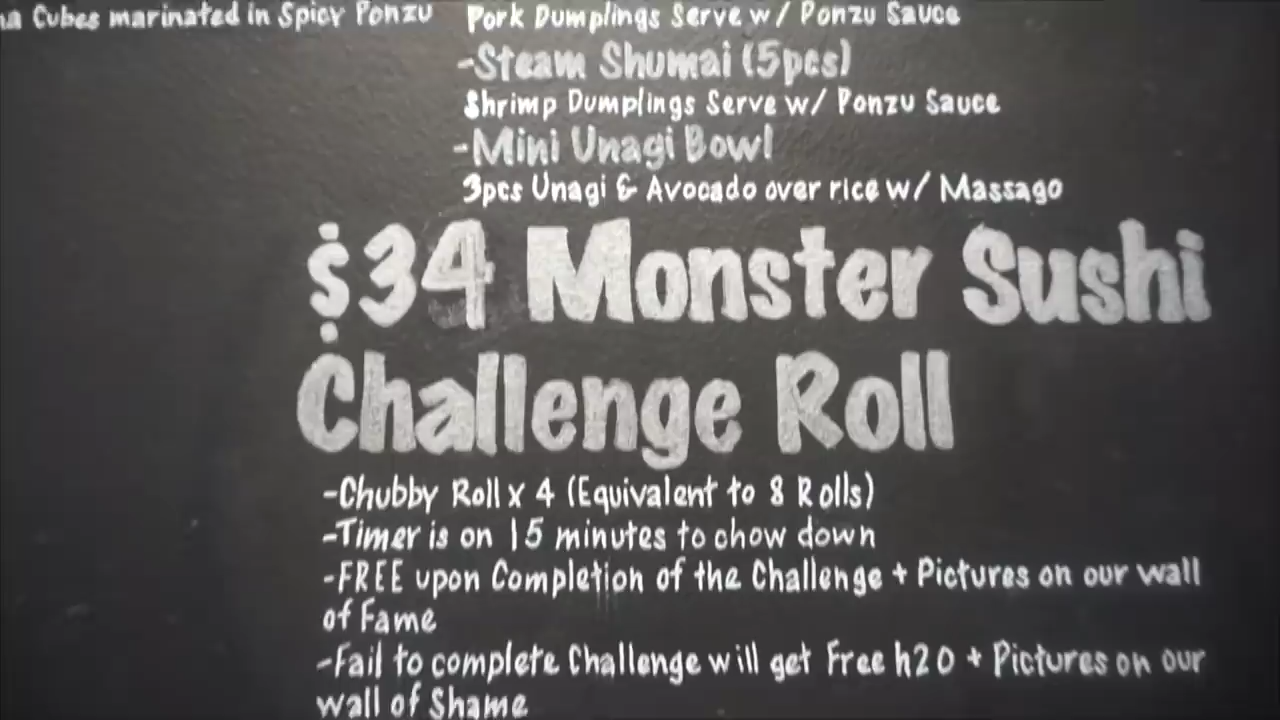 Cubes marinated in Spicy Ponzu
Pork Dumplings Serve w/ Ponzu Sauce
-Steam Shumai (5pcs)
Shrimp Dumplings Serve w/ Ponzu Sauce
-Mini Unagi Bowl
3pcs Unagi & Avocado over rice w/ Massago
$34 Monster Sushi
Challenge Roll
-Chubby Roll x 4 (Equivalent to 8 Rolls)
-Timer is on 15 minutes to chow down
-FREE upon Completion of the Challenge + Pictures on our wall
of Fame
-Fail to complete Challenge will get Free h20 + Pictures on our
wall of Shame